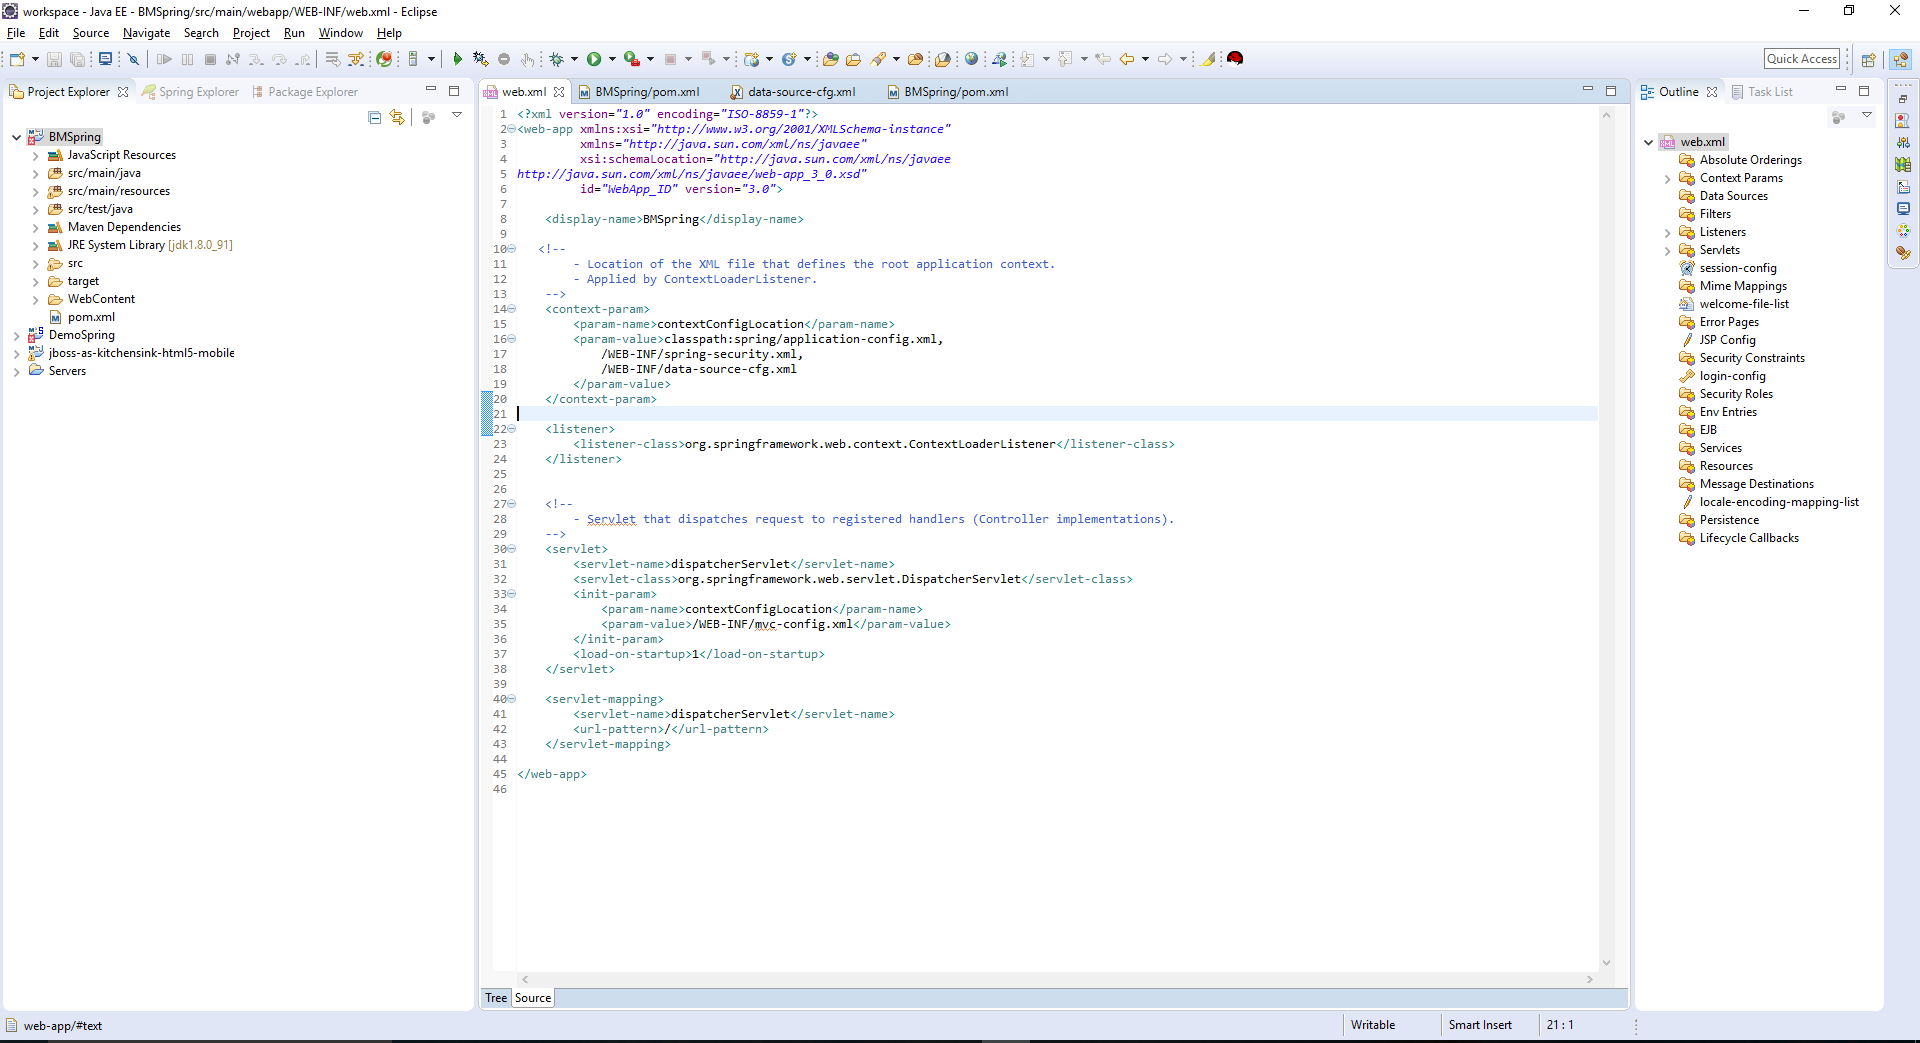 workspace - Java EE - BMSpring/src/main/webapp/WEB-INF/web.xml - Eclipse
File Edit Source Navigate Search Project Run Window Help
Quick Access
Project Explorer Spring Explorer Package Explorer
BMSpring
JavaScript Resources
src/main/java
src/main/resources
src/test/java
Maven Dependencies
JRE System Library [jdk1.8.0_91]
src
target
WebContent
pom.xml
DemoSpring
jboss-as-kitchensink-html5-mobile
Servers
web.xml BMSpring/pom.xml data-source-cfg.xml BMSpring/pom.xml
1 <?xml version="1.0" encoding="ISO-8859-1"?>
2 <web-app xmlns:xsi="http://www.w3.org/2001/XMLSchema-instance"
3 xmlns="http://java.sun.com/xml/ns/javaee"
4 xsi:schemaLocation="http://java.sun.com/xml/ns/javaee
5 http://java.sun.com/xml/ns/javaee/web-app_3_0.xsd"
6 id="WebApp_ID" version="3.0">
7
8 <display-name>BMSpring</display-name>
9
10 <!--
11 - Location of the XML file that defines the root application context.
12 - Applied by ContextLoaderListener.
13 -->
14 <context-param>
15 <param-name>contextConfigLocation</param-name>
16 <param-value>classpath:spring/application-config.xml,
17 /WEB-INF/spring-security.xml,
18 /WEB-INF/data-source-cfg.xml
19 </param-value>
20 </context-param>
21
22 <listener>
23 <listener-class>org.springframework.web.context.ContextLoaderListener</listener-class>
24 </listener>
25
26
27 <!--
28 - Servlet that dispatches request to registered handlers (Controller implementations).
29 -->
30 <servlet>
31 <servlet-name>dispatcherServlet</servlet-name>
32 <servlet-class>org.springframework.web.servlet.DispatcherServlet</servlet-class>
33 <init-param>
34 <param-name>contextConfigLocation</param-name>
35 <param-value>/WEB-INF/mvc-config.xml</param-value>
36 </init-param>
37 <load-on-startup>1</load-on-startup>
38 </servlet>
39
40 <servlet-mapping>
41 <servlet-name>dispatcherServlet</servlet-name>
42 <url-pattern>/</url-pattern>
43 </servlet-mapping>
44
45 </web-app>
46
Tree Source
Outline Task List
web.xml
Absolute Orderings
Context Params
Data Sources
Filters
Listeners
Servlets
session-config
Mime Mappings
welcome-file-list
Error Pages
JSP Config
Security Constraints
login-config
Security Roles
Env Entries
EJB
Services
Resources
Message Destinations
locale-encoding-mapping-list
Persistence
Lifecycle Callbacks
web-app/#text
Writable Smart Insert 21 : 1